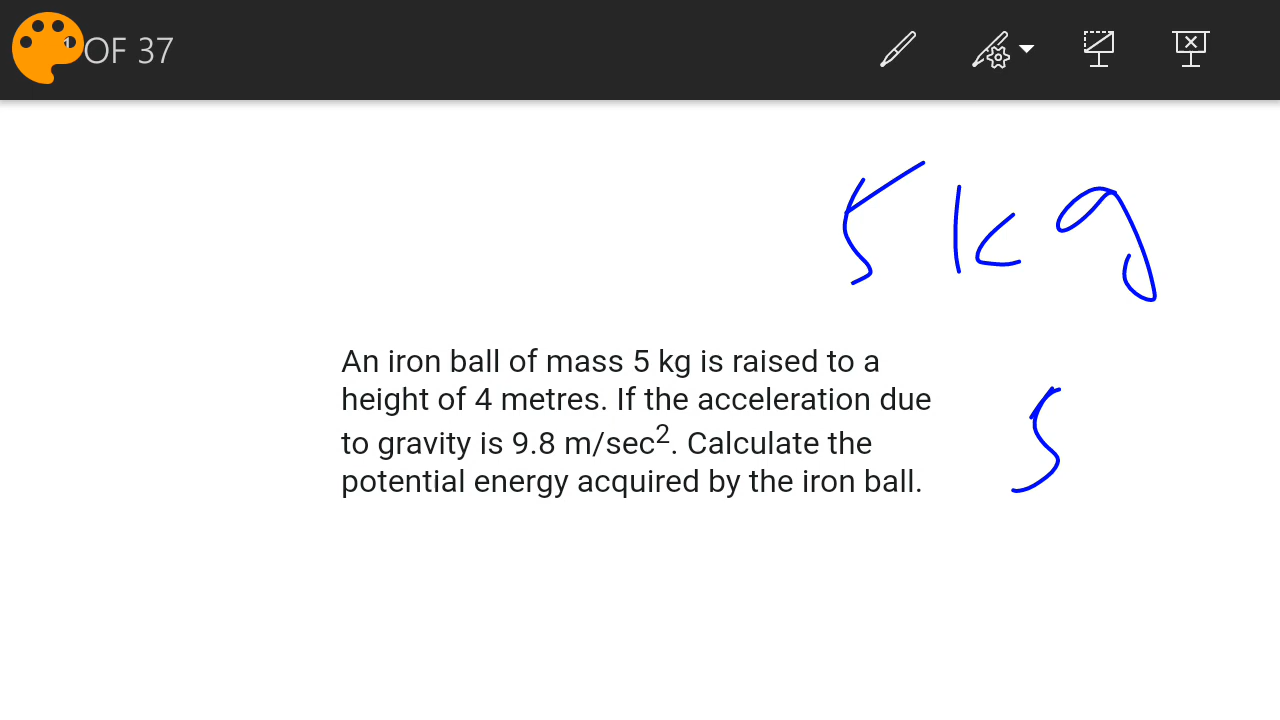 1 OF 37
5 kg
An iron ball of mass 5 kg is raised to a
height of 4 metres. If the acceleration due
to gravity is 9.8 m/sec². Calculate the
potential energy acquired by the iron ball.